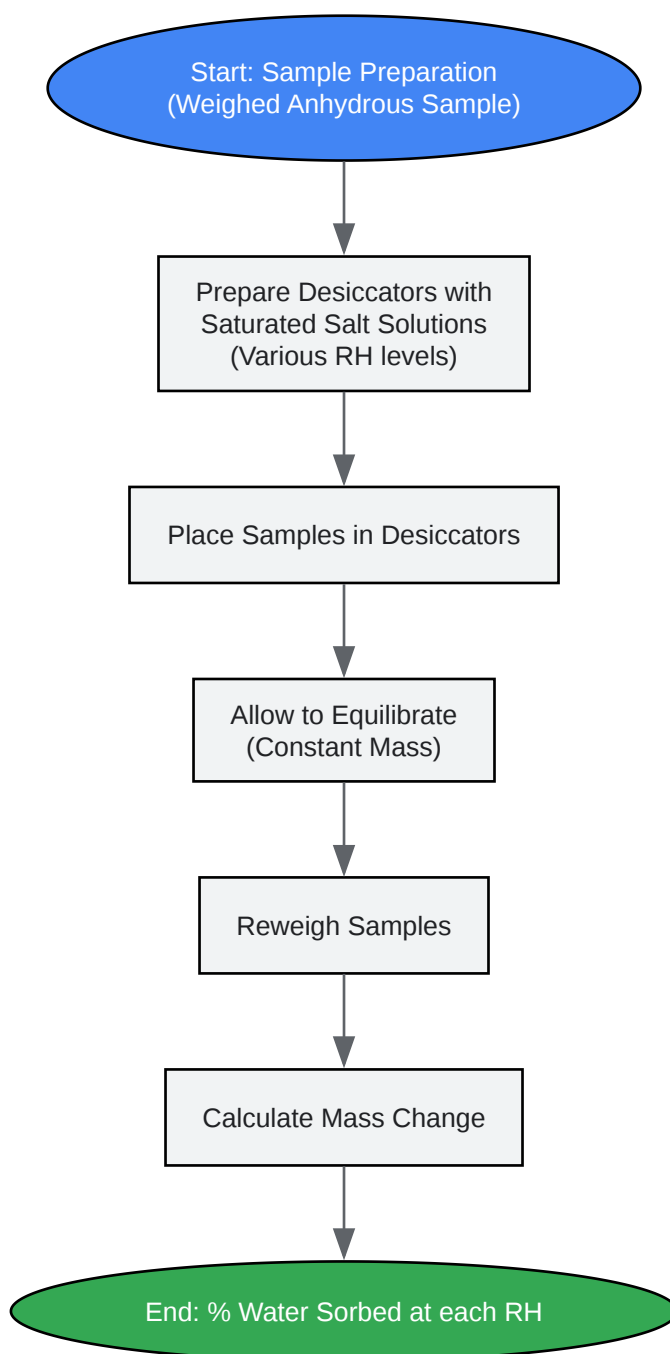 Start: Sample Preparation
(Weighed Anhydrous Sample)
Prepare Desiccators with
Saturated Salt Solutions
(Various RH levels)
Place Samples in Desiccators
Allow to Equilibrate
(Constant Mass)
Reweigh Samples
Calculate Mass Change
End: % Water Sorbed at each RH